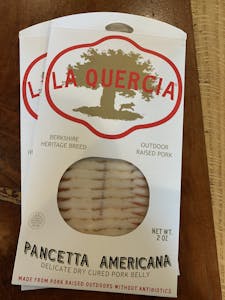 LA QUERCIA
BERKSHIRE
HERITAGE BREED
OUTDOOR
RAISED PORK
NET WT.
2 OZ
PANCETTA AMERICANA
DELICATE DRY CURED PORK BELLY
MADE FROM PORK RAISED OUTDOORS WITHOUT ANTIBIOTICS